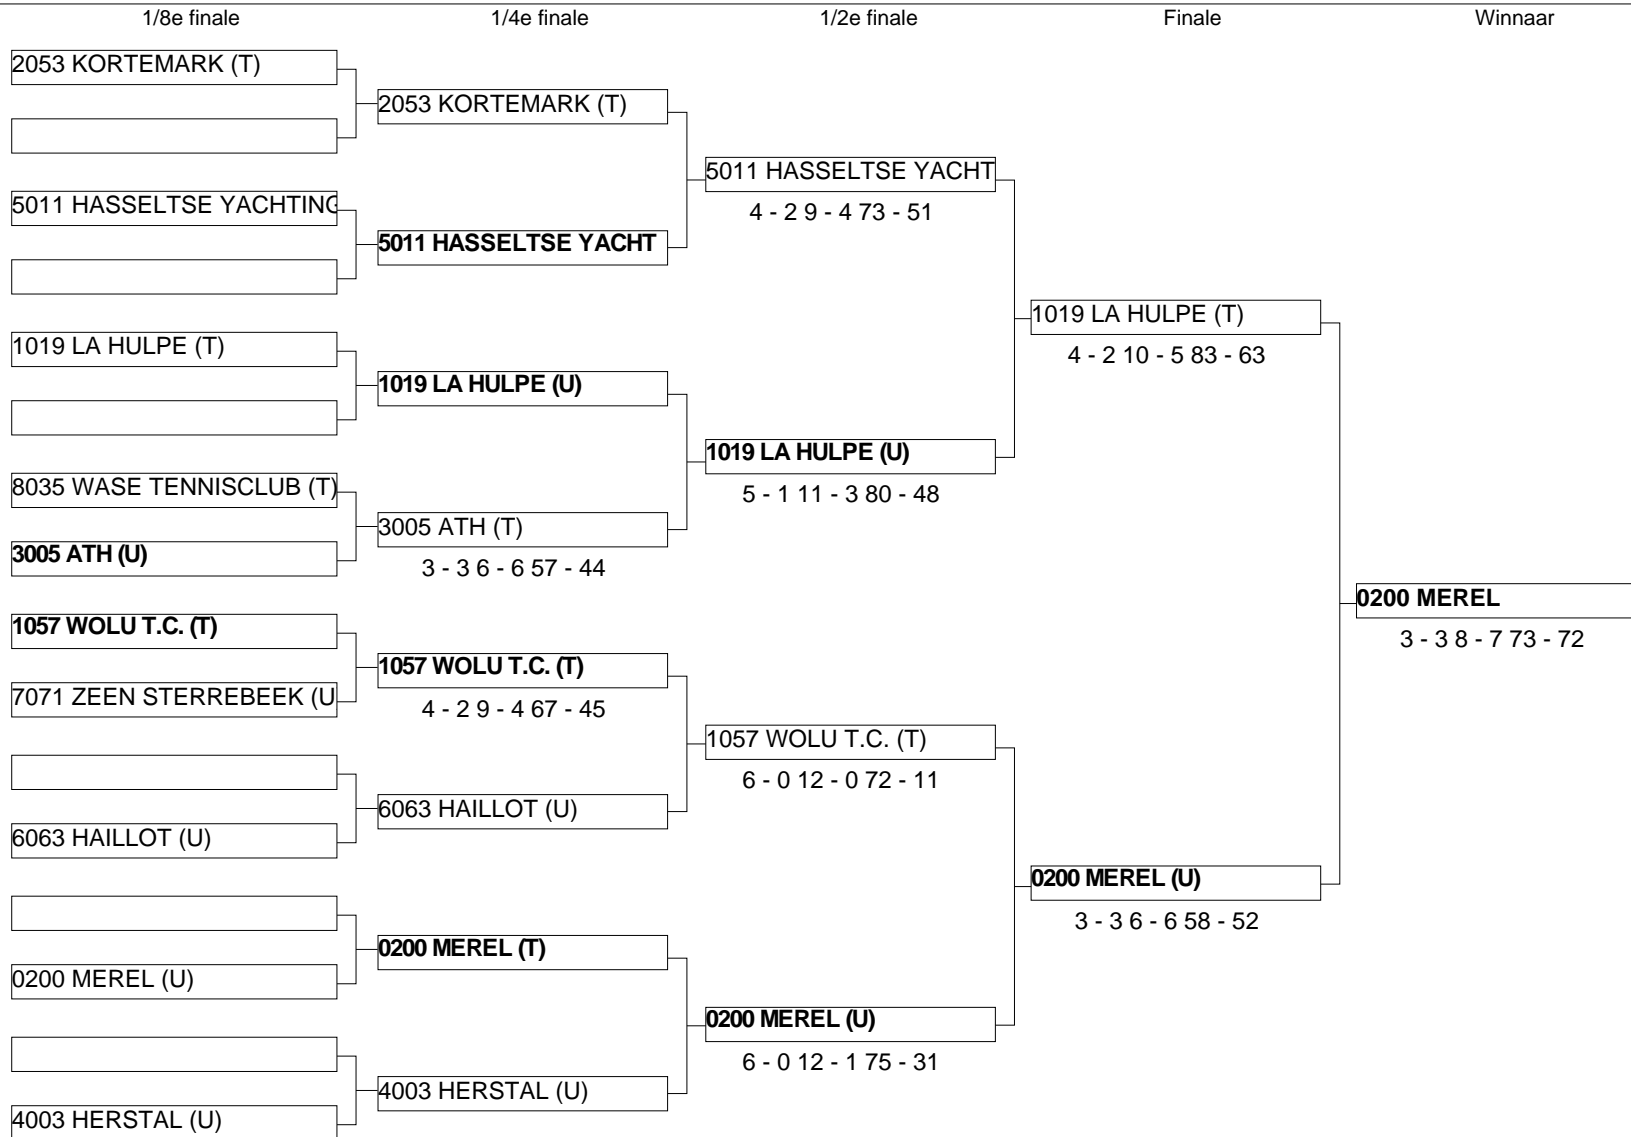 1/8e finale
1/4e finale
1/2e finale
Finale
Winnaar
2053 KORTEMARK (T)
5011 HASSELTSE YACHTING
1019 LA HULPE (T)
8035 WASE TENNISCLUB (T)
3005 ATH (U)
1057 WOLU T.C. (T)
7071 ZEEN STERREBEEK (U
6063 HAILLOT (U)
0200 MEREL (U)
4003 HERSTAL (U)
2053 KORTEMARK (T)
5011 HASSELTSE YACHT
1019 LA HULPE (U)
3005 ATH (T)
3 - 3 6 - 6 57 - 44
1057 WOLU T.C. (T)
4 - 2 9 - 4 67 - 45
6063 HAILLOT (U)
0200 MEREL (T)
4003 HERSTAL (U)
5011 HASSELTSE YACHT
4 - 2 9 - 4 73 - 51
1019 LA HULPE (U)
5 - 1 11 - 3 80 - 48
1057 WOLU T.C. (T)
6 - 0 12 - 0 72 - 11
0200 MEREL (U)
6 - 0 12 - 1 75 - 31
1019 LA HULPE (T)
4 - 2 10 - 5 83 - 63
0200 MEREL (U)
3 - 3 6 - 6 58 - 52
0200 MEREL
3 - 3 8 - 7 73 - 72